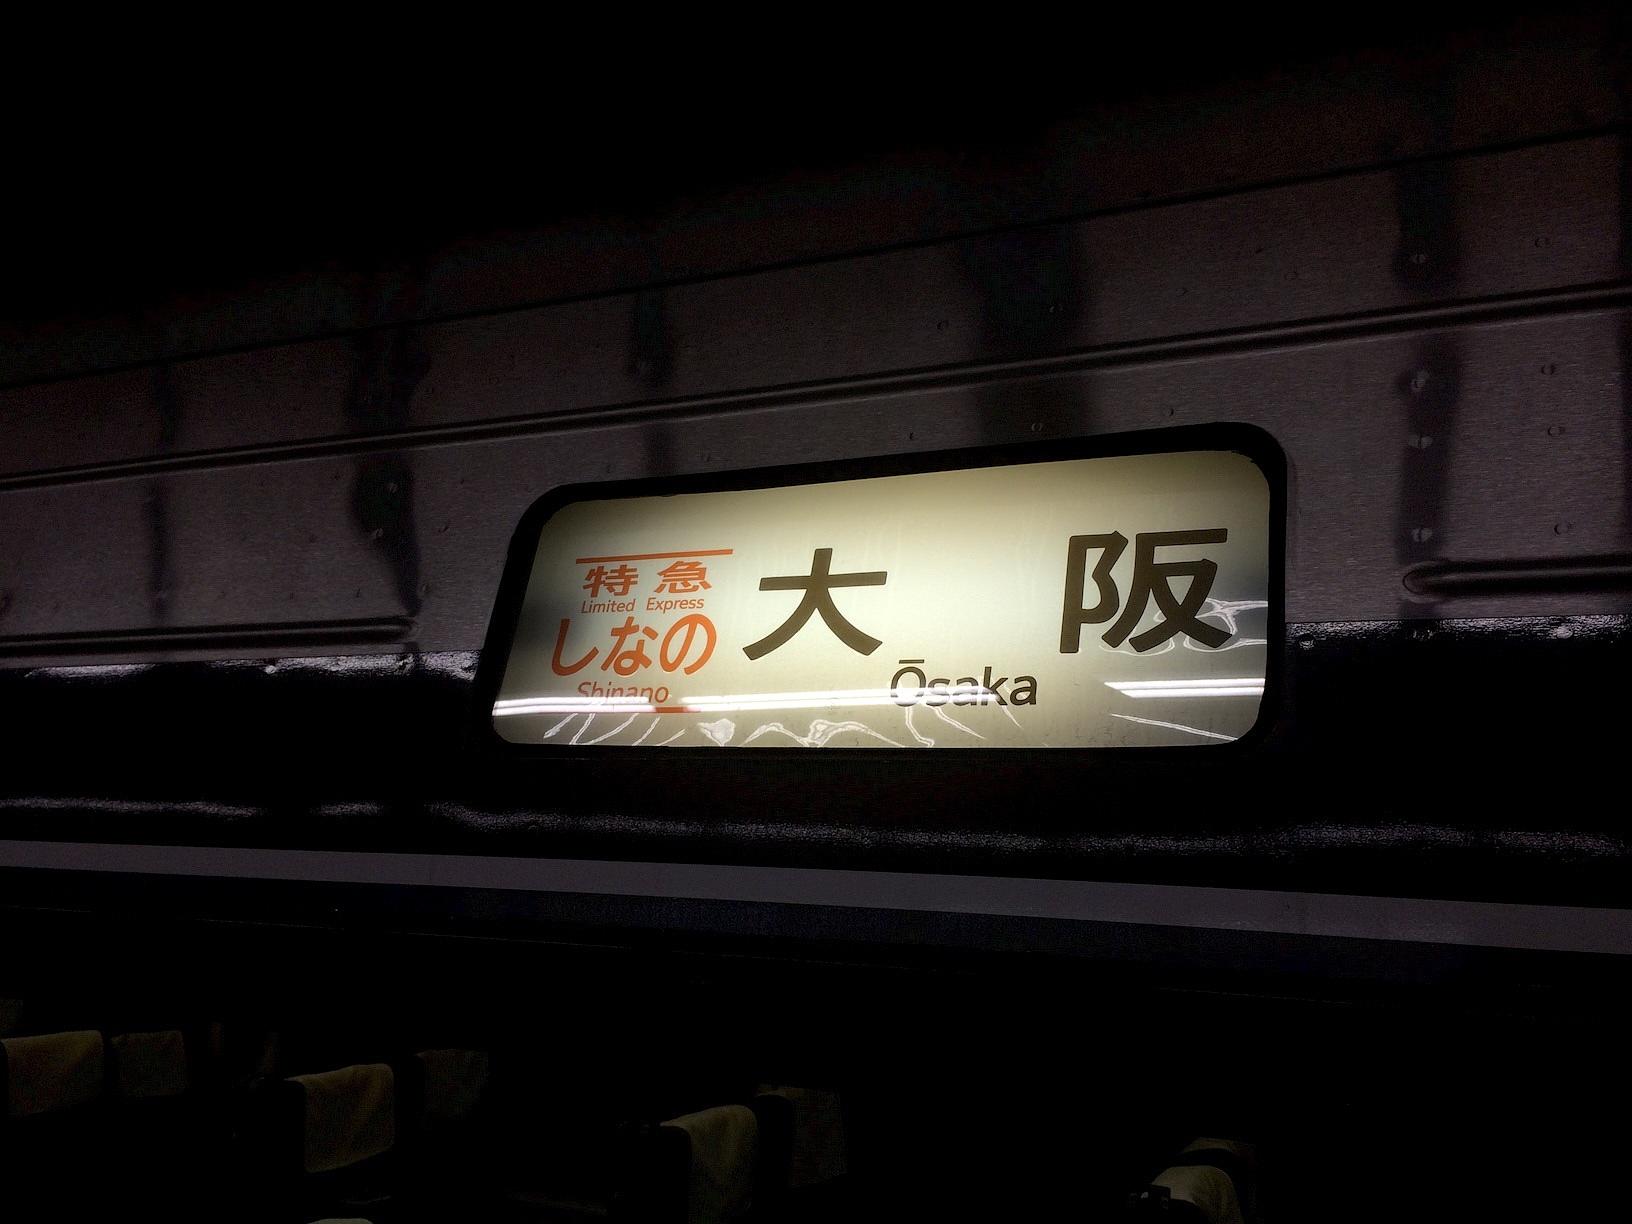 特急
Limited Express
しなの
Shinano
大阪
Ōsaka